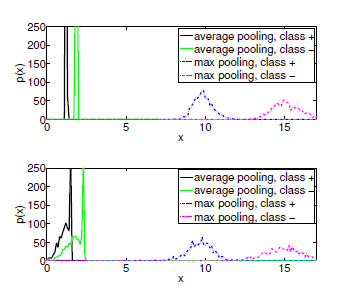 250
200
150
100
50
0
p(x)
average pooling, class +
average pooling, class −
max pooling, class +
max pooling, class −
0 5 10 15
x
250
200
150
100
50
0
p(x)
average pooling, class +
average pooling, class −
max pooling, class +
max pooling, class −
0 5 10 15
x